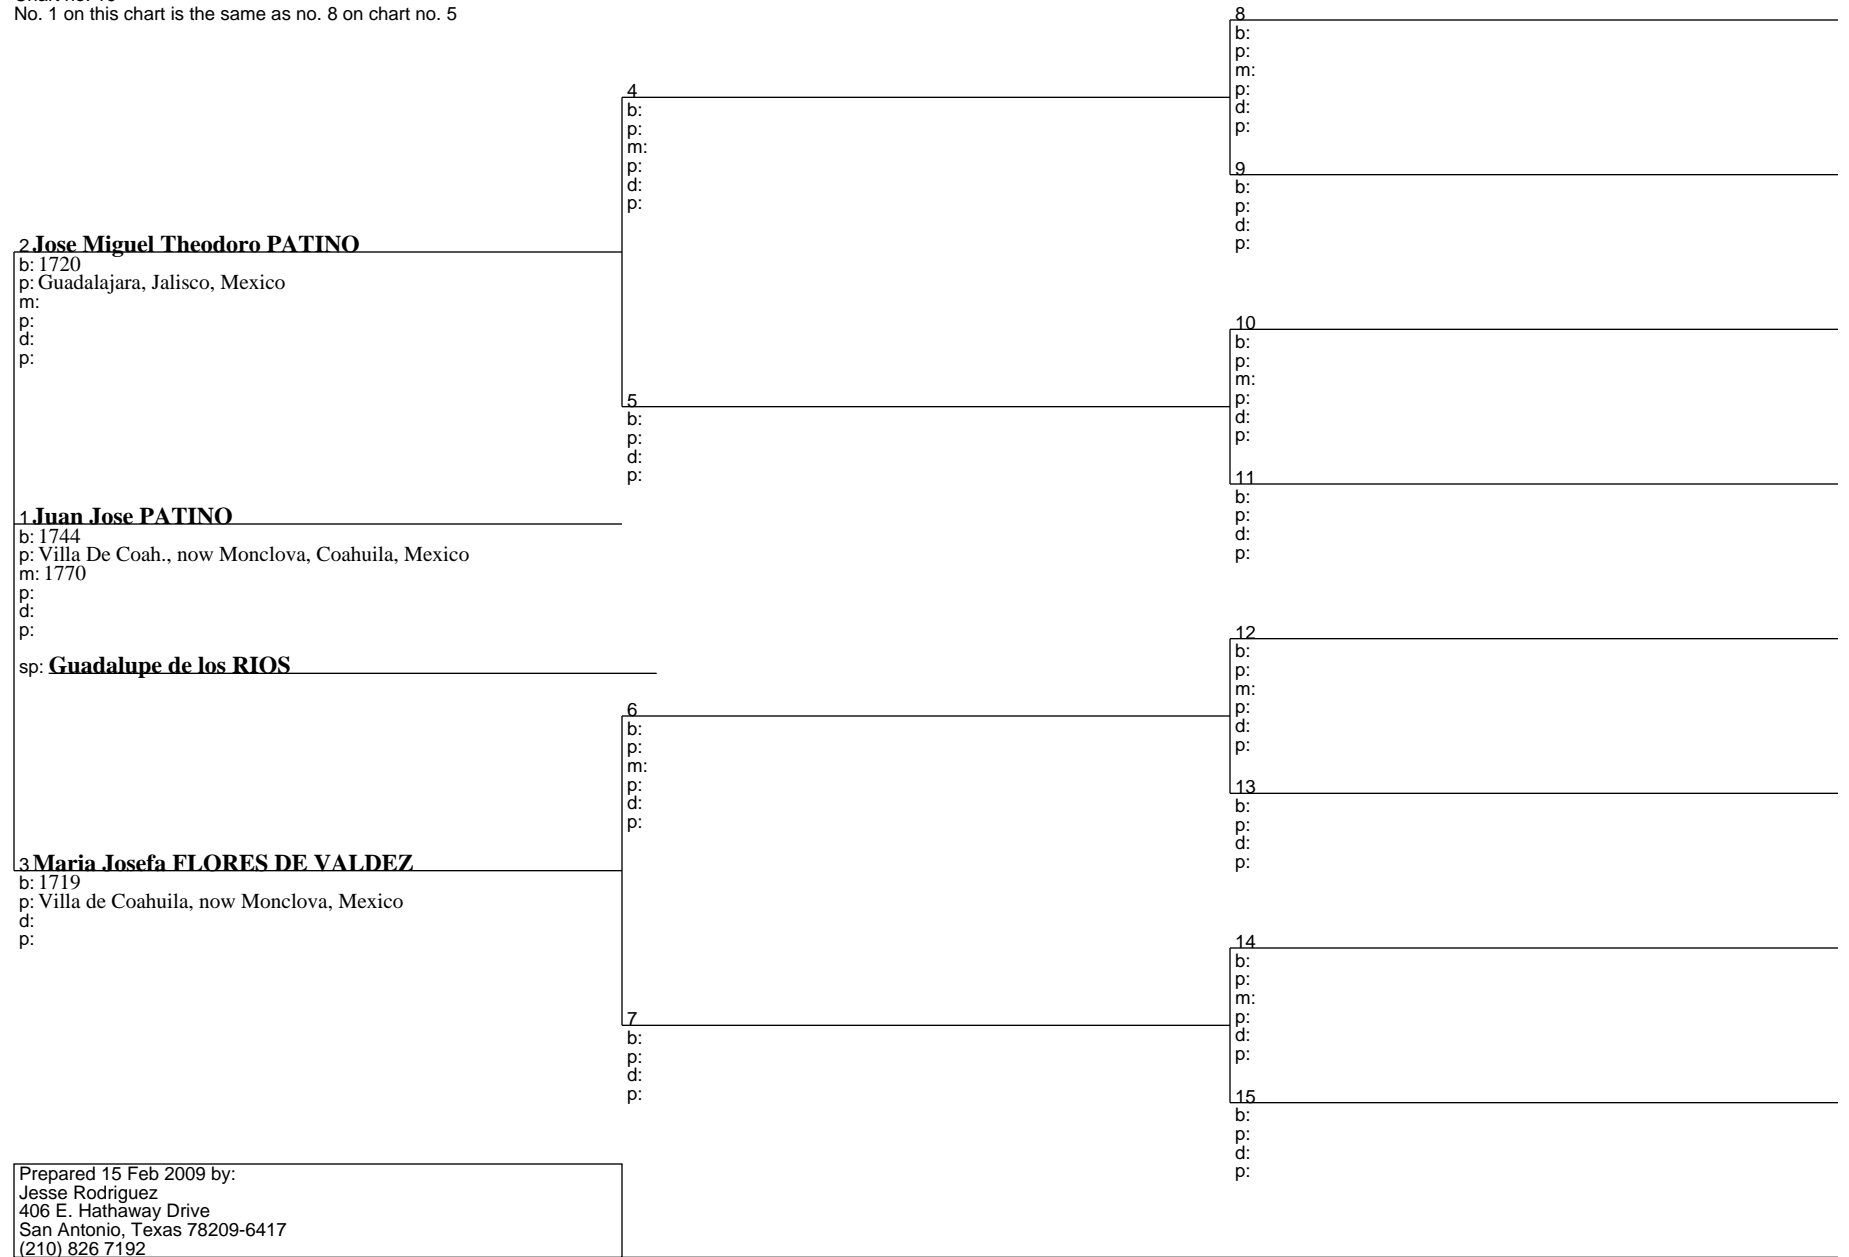 No. 1 on this chart is the same as no. 8 on chart no. 5
2 Jose Miguel Theodoro PATINO
b: 1720
p: Guadalajara, Jalisco, Mexico
m:
p:
d:
p:
1 Juan Jose PATINO
b: 1744
p: Villa De Coah., now Monclova, Coahuila, Mexico
m: 1770
p:
d:
p:
sp: Guadalupe de los RIOS
3 Maria Josefa FLORES DE VALDEZ
b: 1719
p: Villa de Coahuila, now Monclova, Mexico
d:
p:
4
b:
p:
m:
p:
d:
p:
5
b:
p:
d:
p:
6
b:
p:
m:
p:
d:
p:
7
b:
p:
d:
p:
8
b:
p:
m:
p:
d:
p:
9
b:
p:
d:
p:
10
b:
p:
m:
p:
d:
p:
11
b:
p:
d:
p:
12
b:
p:
m:
p:
d:
p:
13
b:
p:
d:
p:
14
b:
p:
m:
p:
d:
p:
15
b:
p:
d:
p:
Prepared 15 Feb 2009 by:
Jesse Rodriguez
406 E. Hathaway Drive
San Antonio, Texas 78209-6417
(210) 826 7192